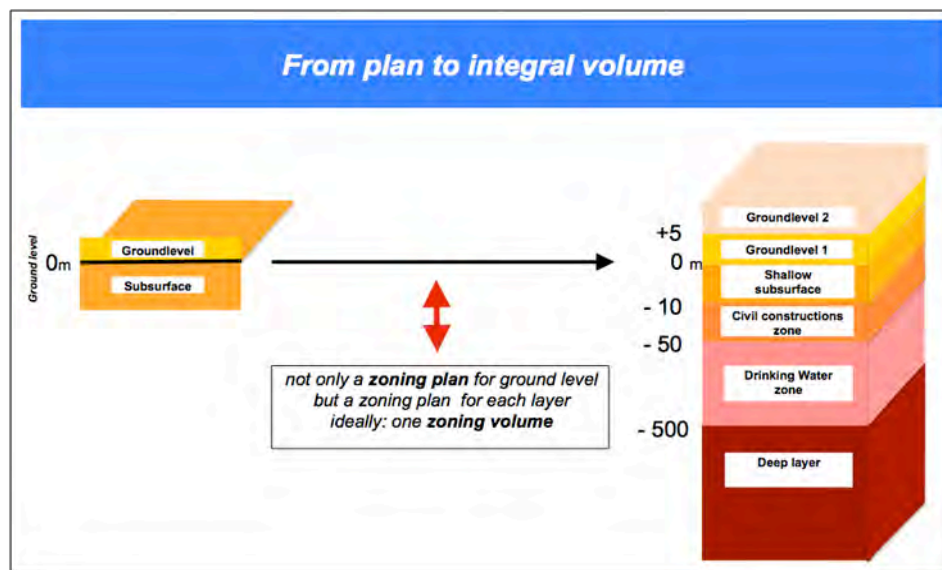 From plan to integral volume
Ground level
0m
Groundlevel
Subsurface
not only a zoning plan for ground level
but a zoning plan for each layer
ideally: one zoning volume
+5
0 m
- 10
- 50
- 500
Groundlevel 2
Groundlevel 1
Shallow
subsurface
Civil constructions
zone
Drinking Water
zone
Deep layer